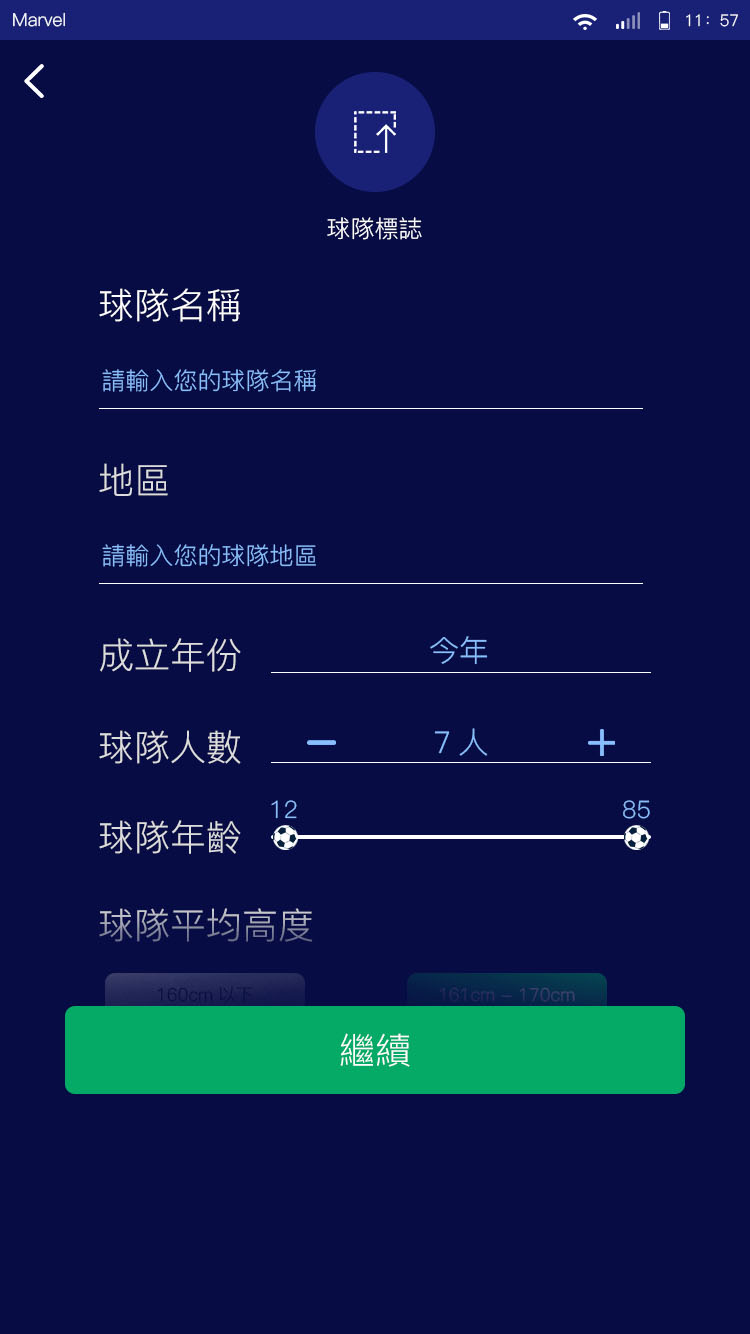 Marvel
11: 57
球隊標誌
球隊名稱
請輸入您的球隊名稱
地區
請輸入您的球隊地區
成立年份 今年
球隊人數 7 人
12 85
球隊年齡
球隊平均高度
160cm 以下 161cm – 170cm
繼續